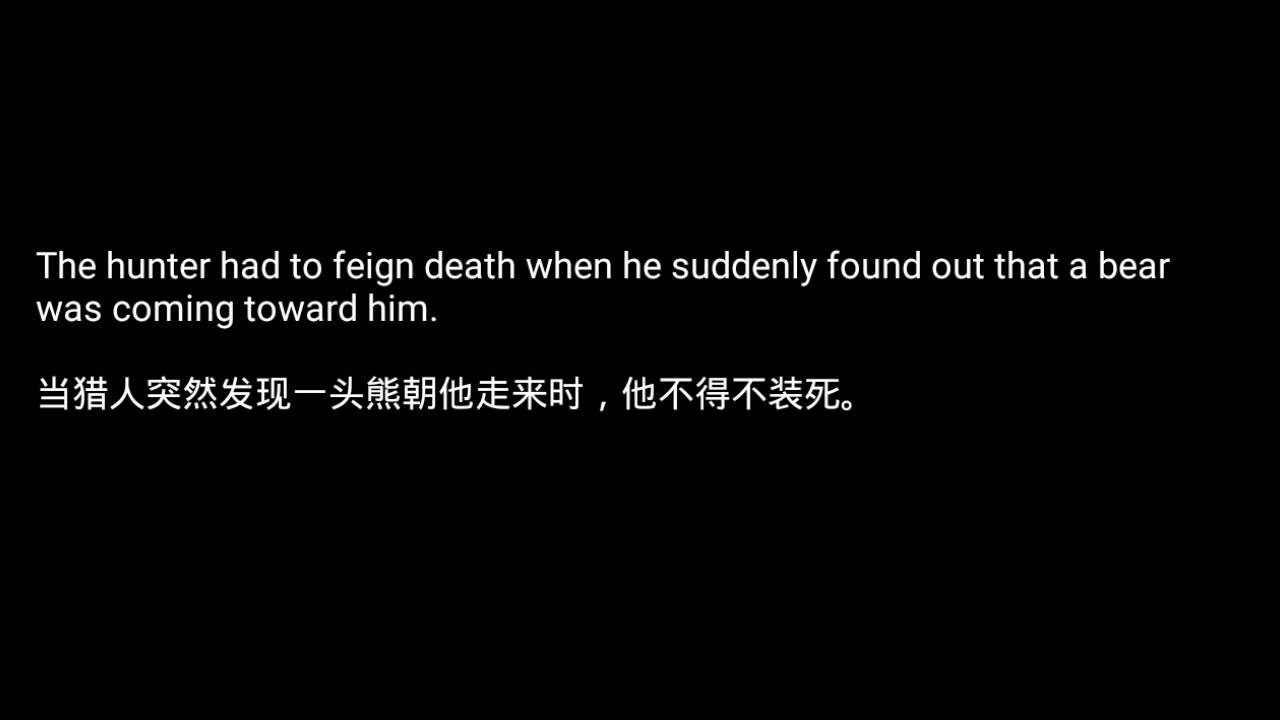 The hunter had to feign death when he suddenly found out that a bear
was coming toward him.
当猎人突然发现一头熊朝他走来时，他不得不装死。